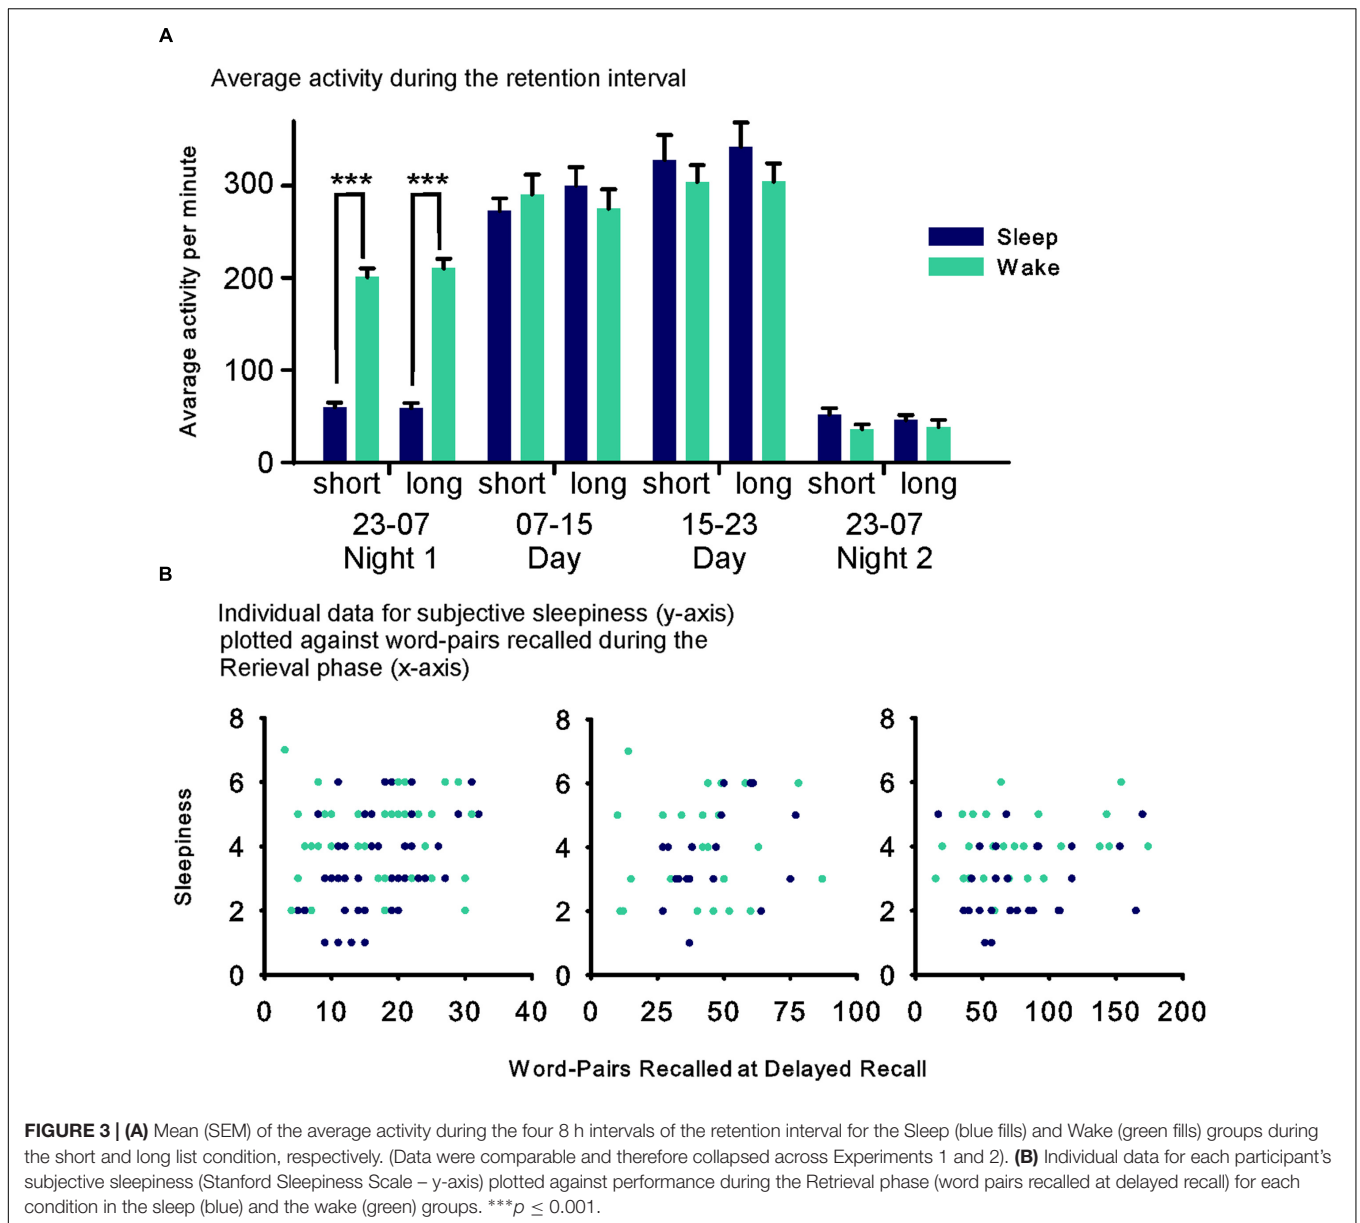 A
Average activity during the retention interval
Avarage activity per minute
300
200
100
0
*** ***
Sleep
Wake
short long short long short long short long
23-07 07-15 15-23 23-07
Night 1 Day Day Night 2
B
Individual data for subjective sleepiness (y-axis)
plotted against word-pairs recalled during the
Rerieval phase (x-axis)
Sleepiness
8 8 8
6 6 6
4 4 4
2 2 2
0 0 0
0 10 20 30 40 0 25 50 75 100 0 50 100 150 200
Word-Pairs Recalled at Delayed Recall
FIGURE 3 | (A) Mean (SEM) of the average activity during the four 8 h intervals of the retention interval for the Sleep (blue fills) and Wake (green fills) groups during
the short and long list condition, respectively. (Data were comparable and therefore collapsed across Experiments 1 and 2). (B) Individual data for each participant's
subjective sleepiness (Stanford Sleepiness Scale – y-axis) plotted against performance during the Retrieval phase (word pairs recalled at delayed recall) for each
condition in the sleep (blue) and the wake (green) groups. ***p ≤ 0.001.